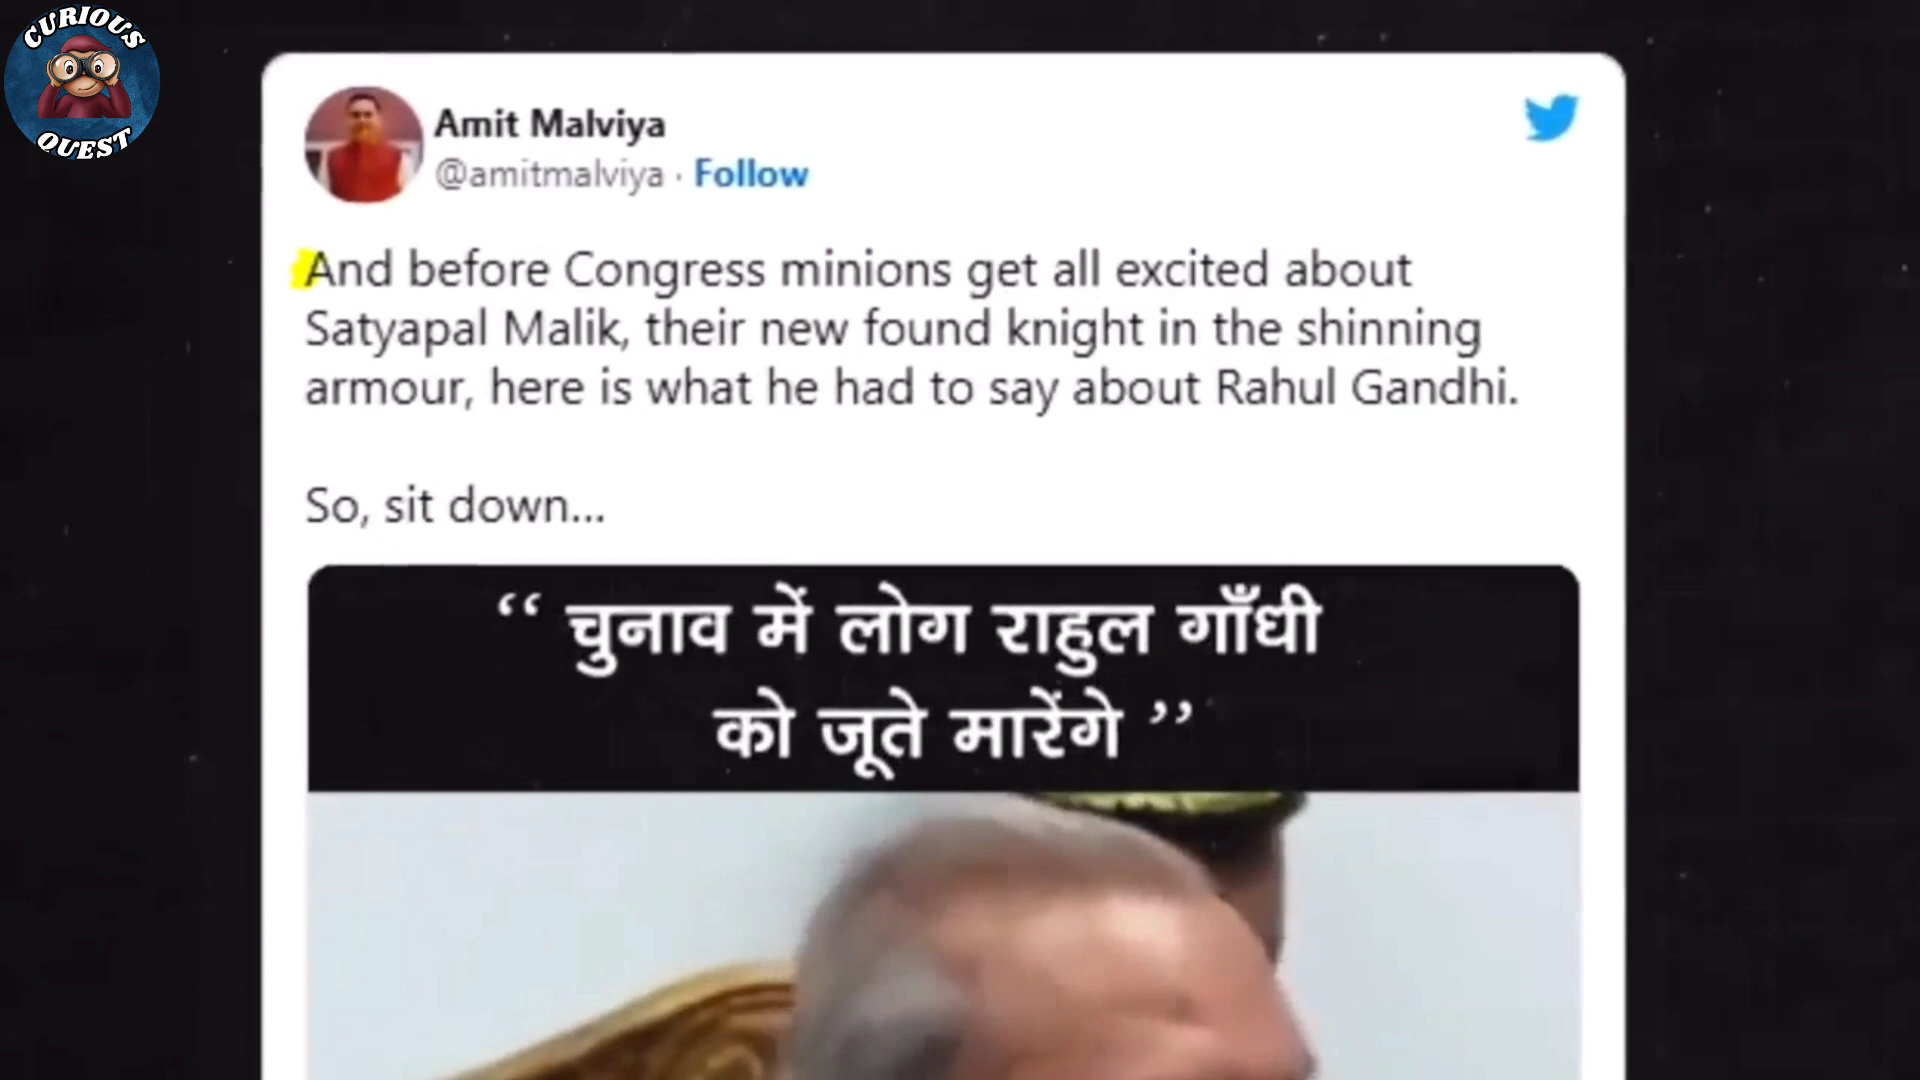 CURIOUS
QUEST
Amit Malviya
@amitmalviya · Follow
And before Congress minions get all excited about
Satyapal Malik, their new found knight in the shinning
armour, here is what he had to say about Rahul Gandhi.
So, sit down...
“ चुनाव में लोग राहुल गाँधी
को जूते मारेंगे ”